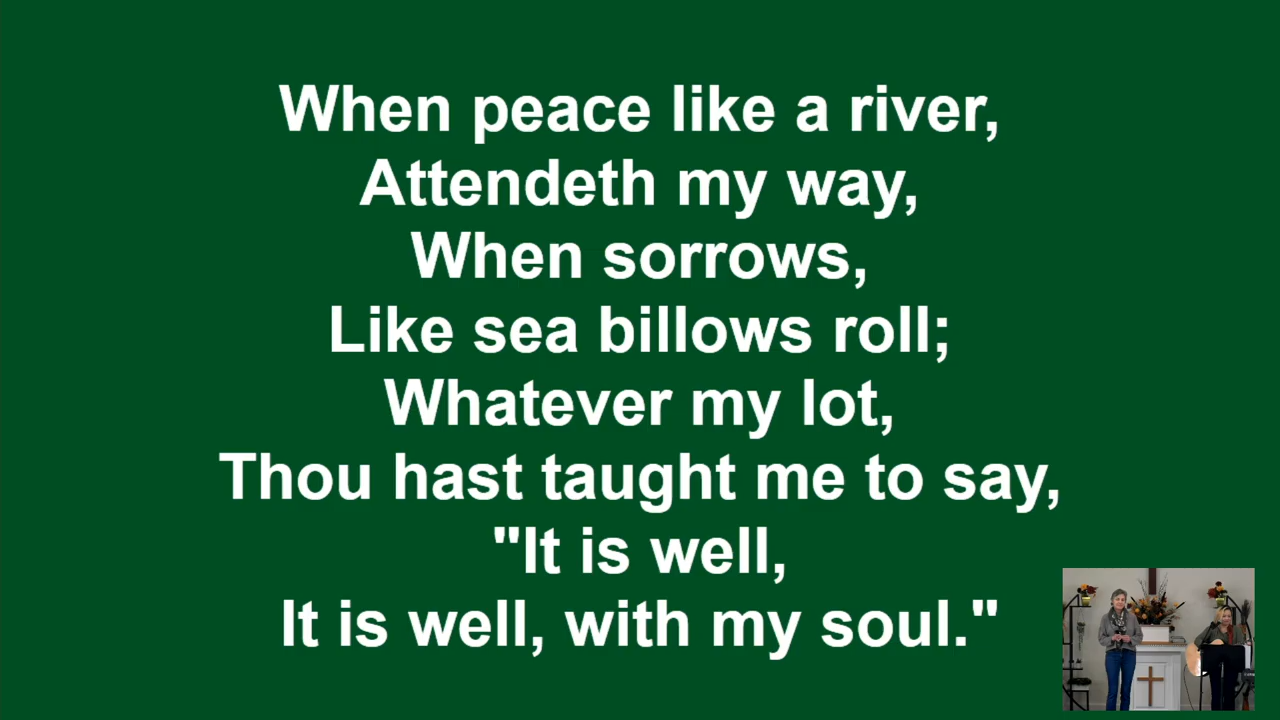 When peace like a river,
Attendeth my way,
When sorrows,
Like sea billows roll;
Whatever my lot,
Thou hast taught me to say,
"It is well,
It is well, with my soul."